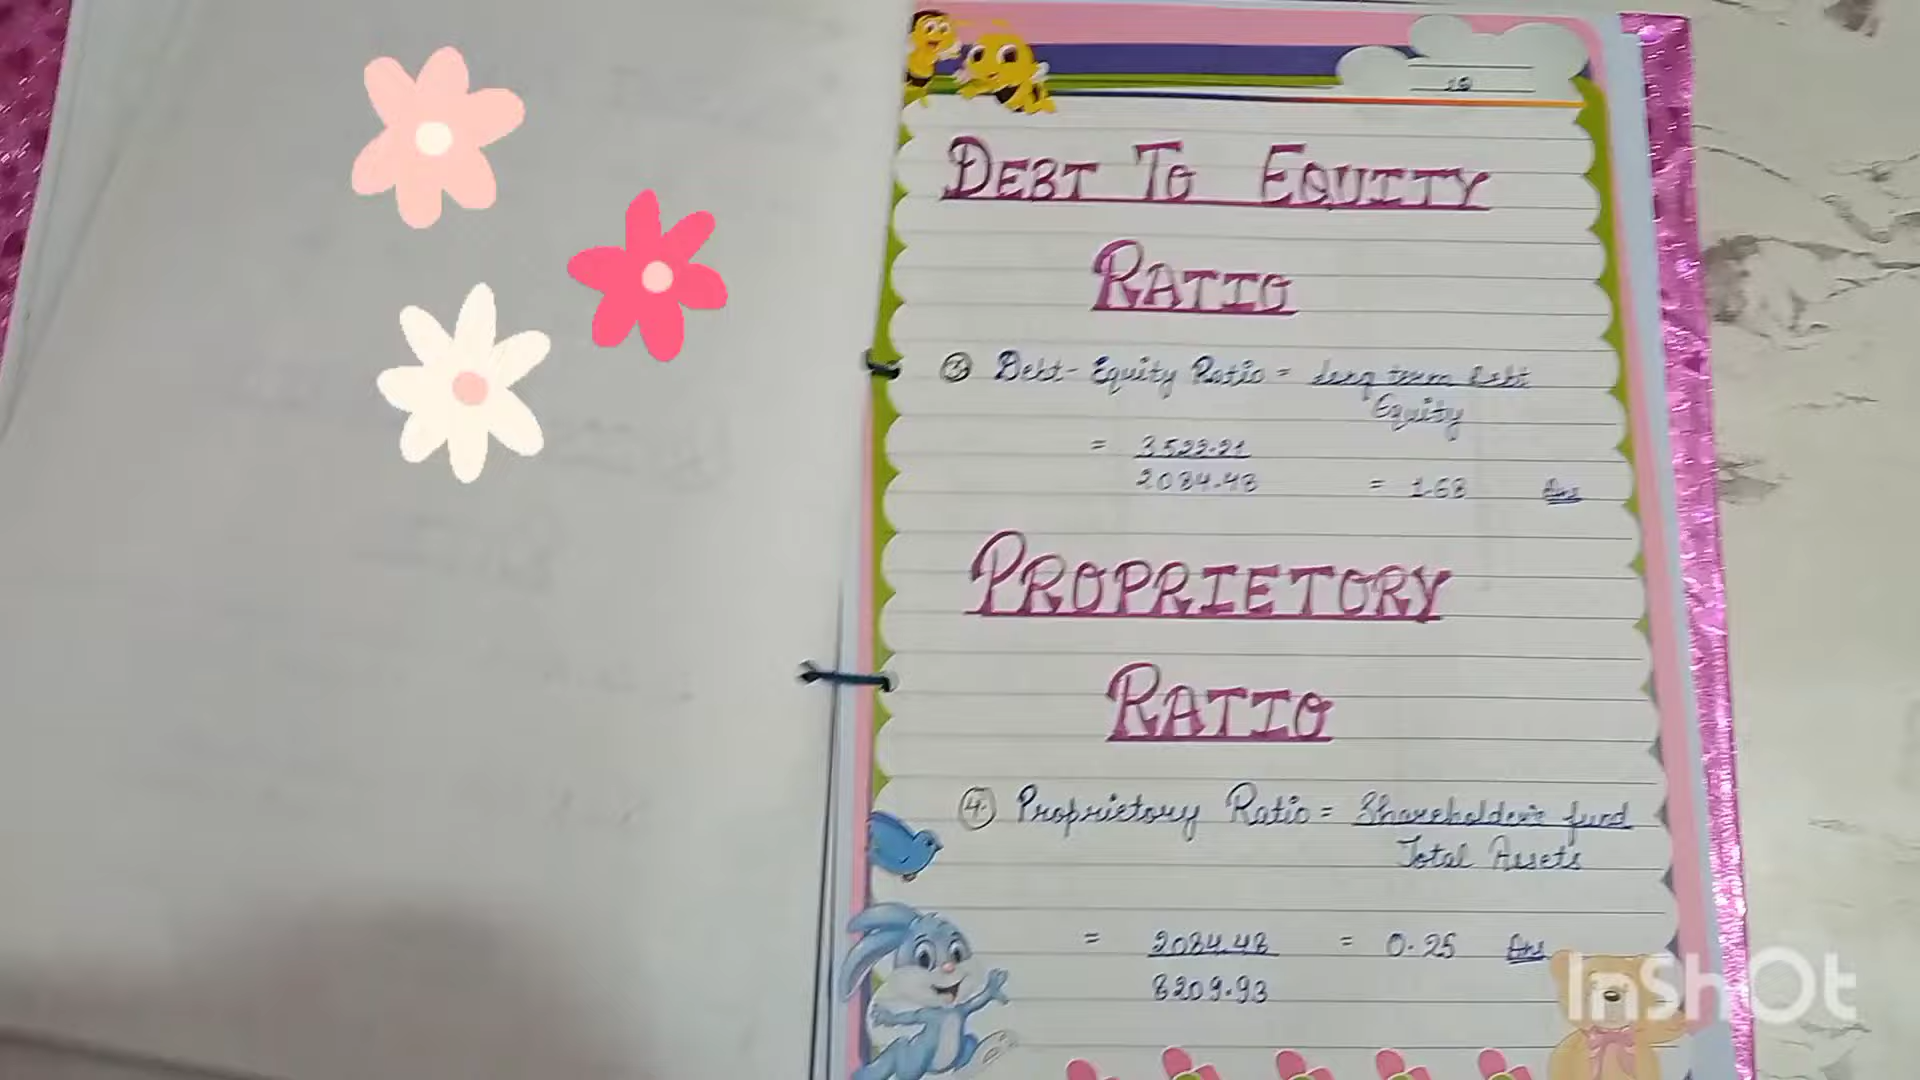 10
DEBT TO EQUITY
RATIO
③ Debt-Equity Ratio = Long term Debt
Equity
= 3522.21
2084.48 = 1.68 Ans
PROPRIETORY
RATIO
④ Proprietory Ratio = Shareholder's fund
Total Assets
= 2084.48 = 0.25 Ans
8209.93
InShOt